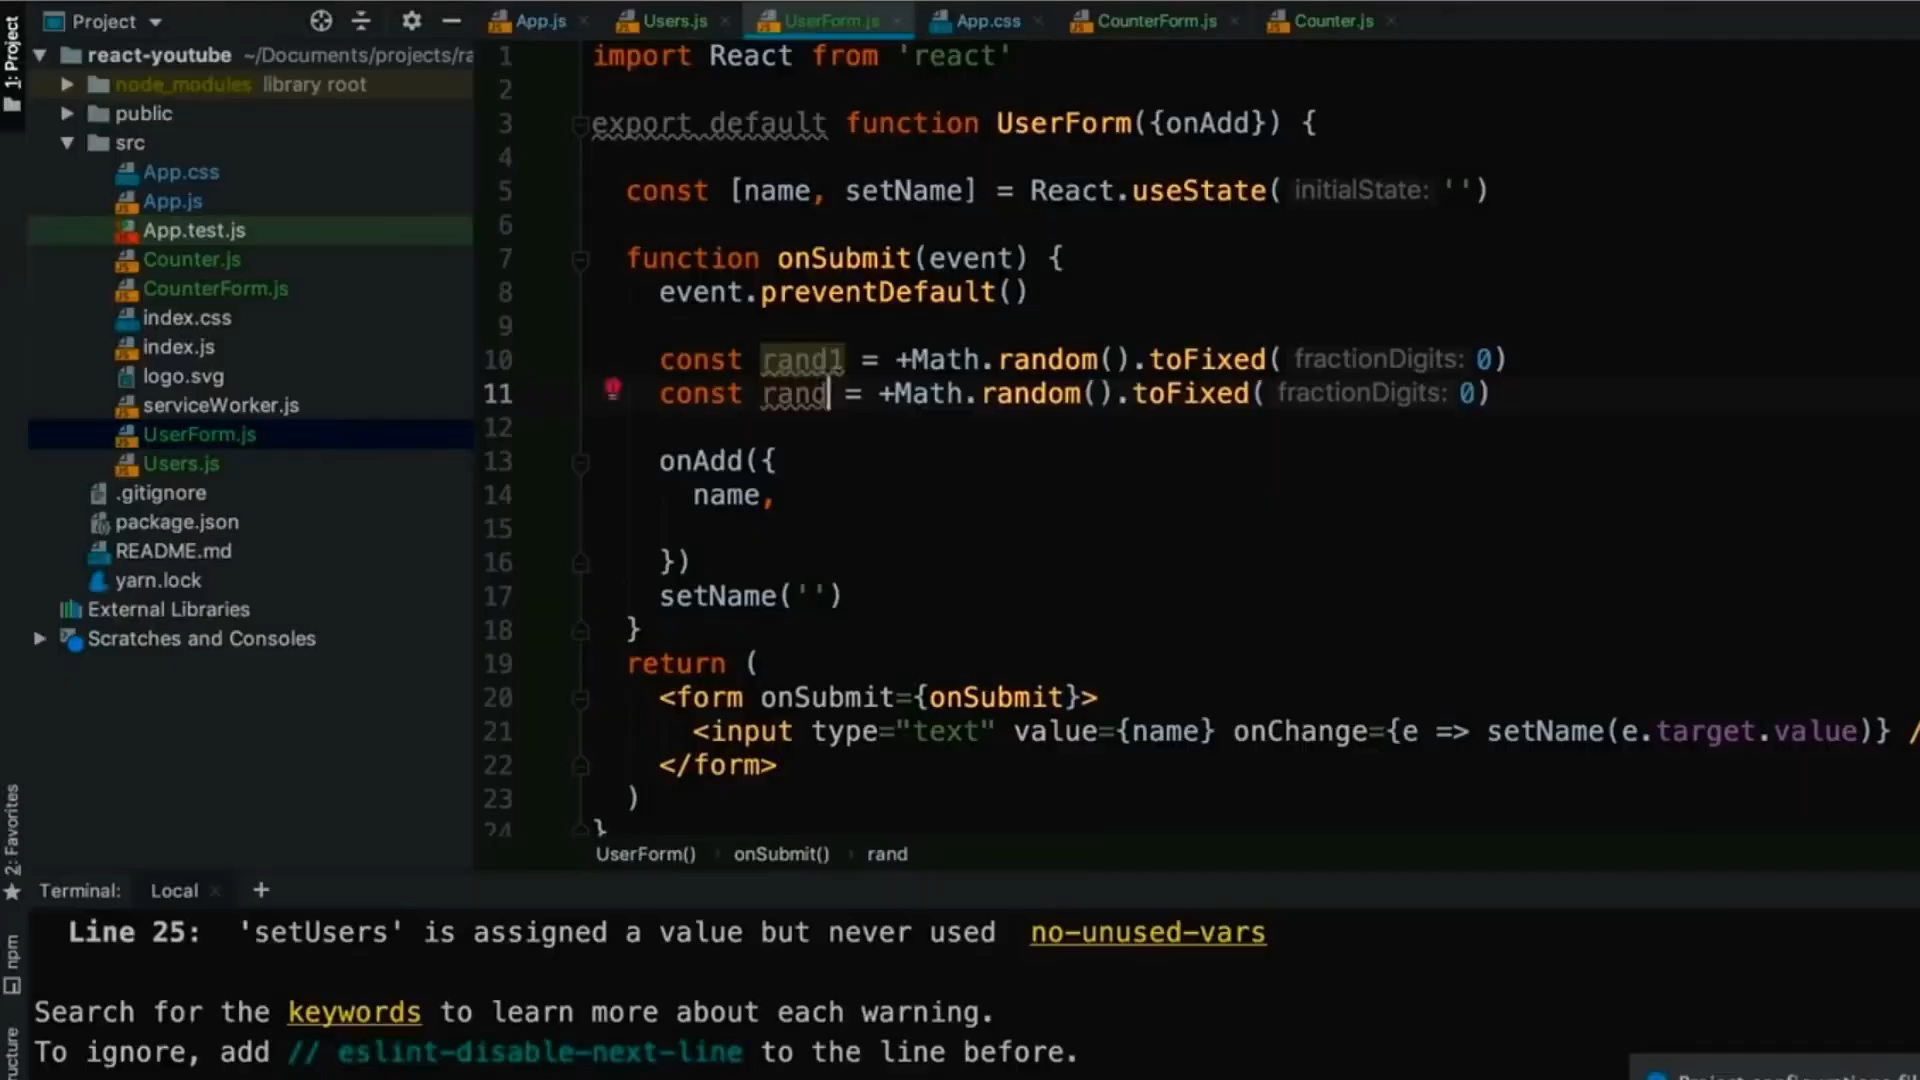 Project
App.js
Users.js
UserForm.js
App.css
CounterForm.js
Counter.js
1: Project
react-youtube ~/Documents/projects/ra
node_modules library root
public
src
App.css
App.js
App.test.js
Counter.js
CounterForm.js
index.css
index.js
logo.svg
serviceWorker.js
UserForm.js
Users.js
.gitignore
package.json
README.md
yarn.lock
External Libraries
Scratches and Consoles
1 import React from 'react'
2
3 export default function UserForm({onAdd}) {
4
5 const [name, setName] = React.useState( initialState: '')
6
7 function onSubmit(event) {
8 event.preventDefault()
9
10 const rand1 = +Math.random().toFixed( fractionDigits: 0)
11 const rand = +Math.random().toFixed( fractionDigits: 0)
12
13 onAdd({
14 name,
15
16 })
17 setName('')
18 }
19 return (
20 <form onSubmit={onSubmit}>
21 <input type="text" value={name} onChange={e => setName(e.target.value)} /
22 </form>
23 )
24 }
UserForm() onSubmit() rand
2: Favorites
npm
ucture
Terminal: Local +
Line 25: 'setUsers' is assigned a value but never used no-unused-vars
Search for the keywords to learn more about each warning.
To ignore, add // eslint-disable-next-line to the line before.